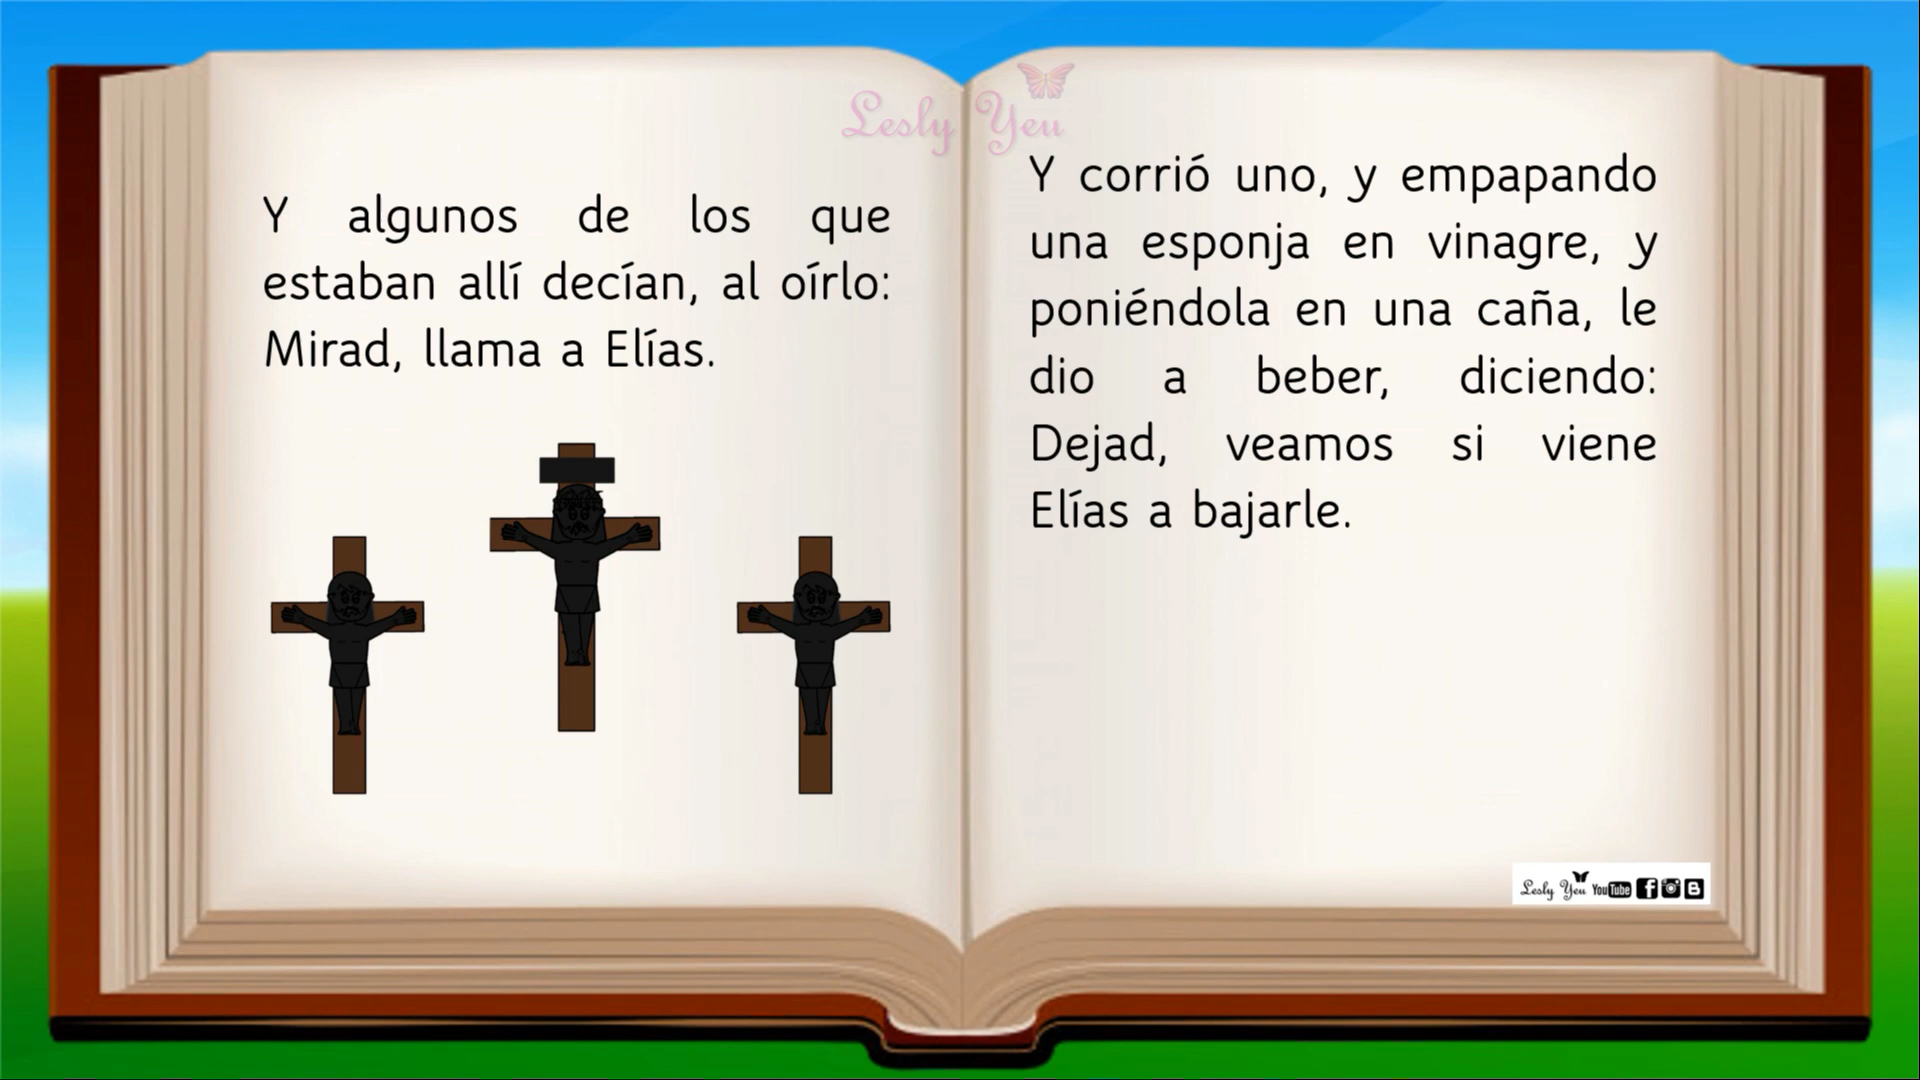 Lesly Yeu
Y algunos de los que
estaban allí decían, al oírlo:
Mirad, llama a Elías.
Y corrió uno, y empapando
una esponja en vinagre, y
poniéndola en una caña, le
dio a beber, diciendo:
Dejad, veamos si viene
Elías a bajarle.
Lesly Yeu YouTube